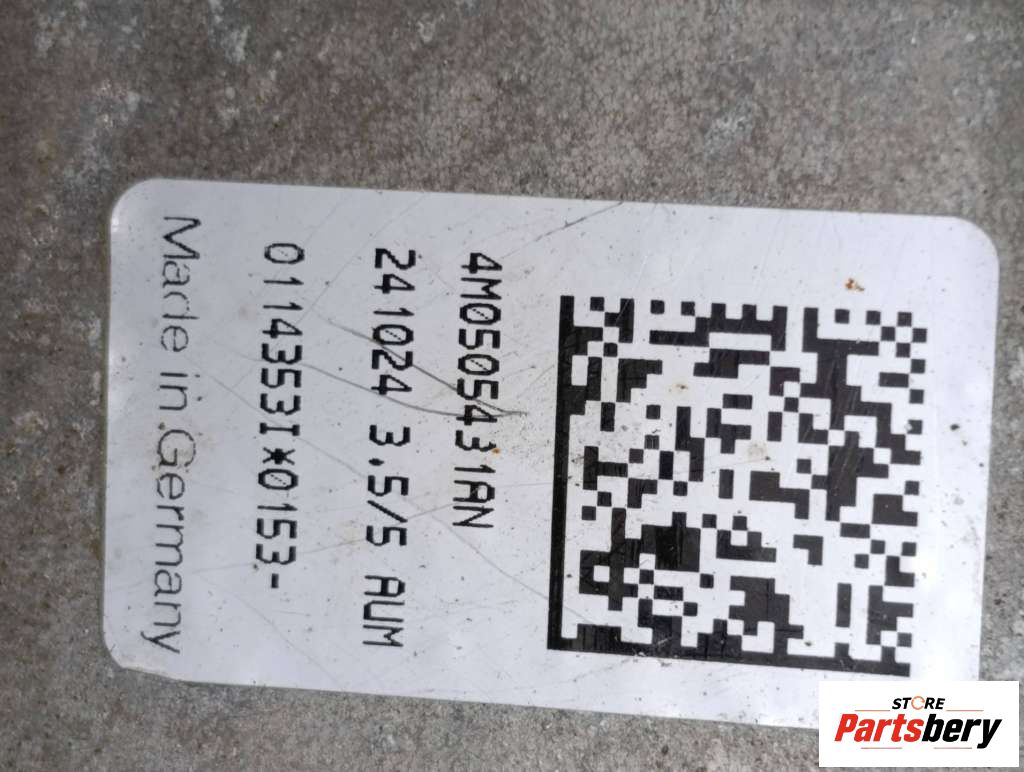 4M0505431AN
241024 3.5/5 AUM
0114353I*0153-
Made in Germany
STORE
Partsbery